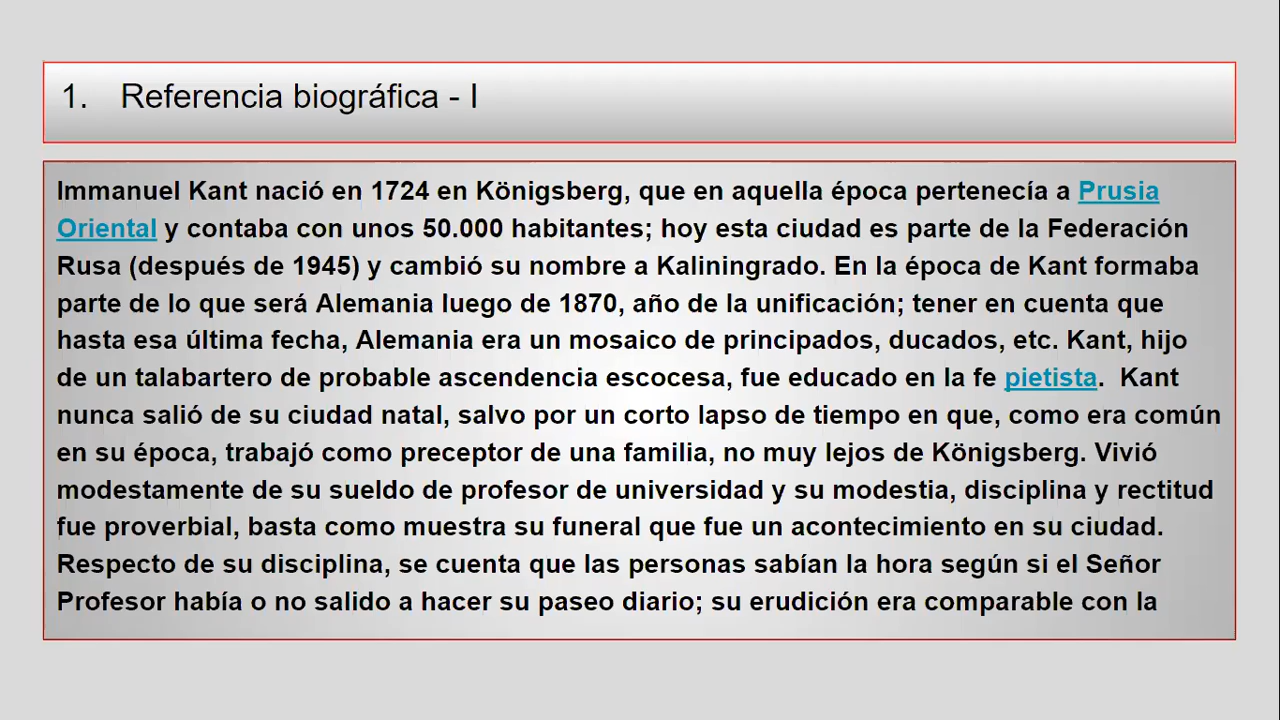 1. Referencia biográfica - I
Immanuel Kant nació en 1724 en Königsberg, que en aquella época pertenecía a Prusia
Oriental y contaba con unos 50.000 habitantes; hoy esta ciudad es parte de la Federación
Rusa (después de 1945) y cambió su nombre a Kaliningrado. En la época de Kant formaba
parte de lo que será Alemania luego de 1870, año de la unificación; tener en cuenta que
hasta esa última fecha, Alemania era un mosaico de principados, ducados, etc. Kant, hijo
de un talabartero de probable ascendencia escocesa, fue educado en la fe pietista.  Kant
nunca salió de su ciudad natal, salvo por un corto lapso de tiempo en que, como era común
en su época, trabajó como preceptor de una familia, no muy lejos de Königsberg. Vivió
modestamente de su sueldo de profesor de universidad y su modestia, disciplina y rectitud
fue proverbial, basta como muestra su funeral que fue un acontecimiento en su ciudad.
Respecto de su disciplina, se cuenta que las personas sabían la hora según si el Señor
Profesor había o no salido a hacer su paseo diario; su erudición era comparable con la